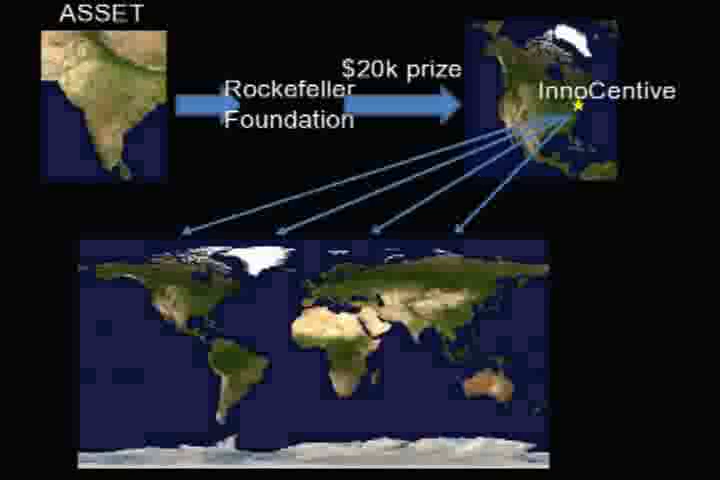 ASSET
Rockefeller
Foundation
$20k prize
InnoCentive